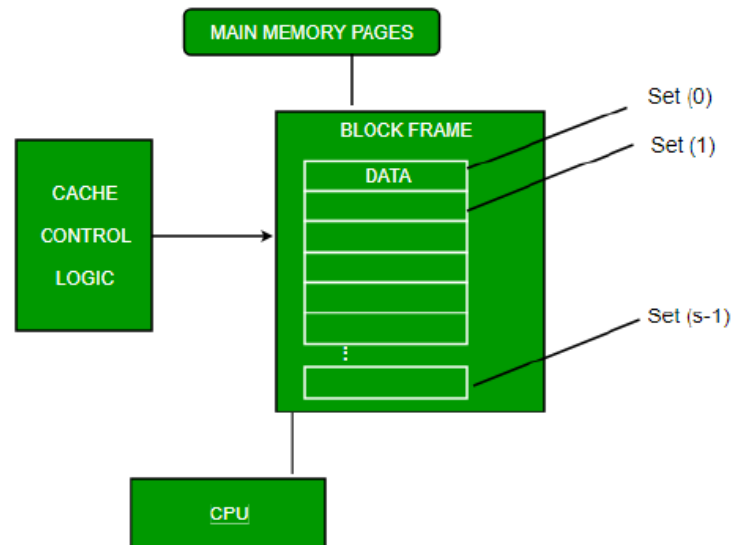 MAIN MEMORY PAGES
Set (0)
BLOCK FRAME
Set (1)
DATA
CACHE
CONTROL
LOGIC
Set (s-1)
CPU